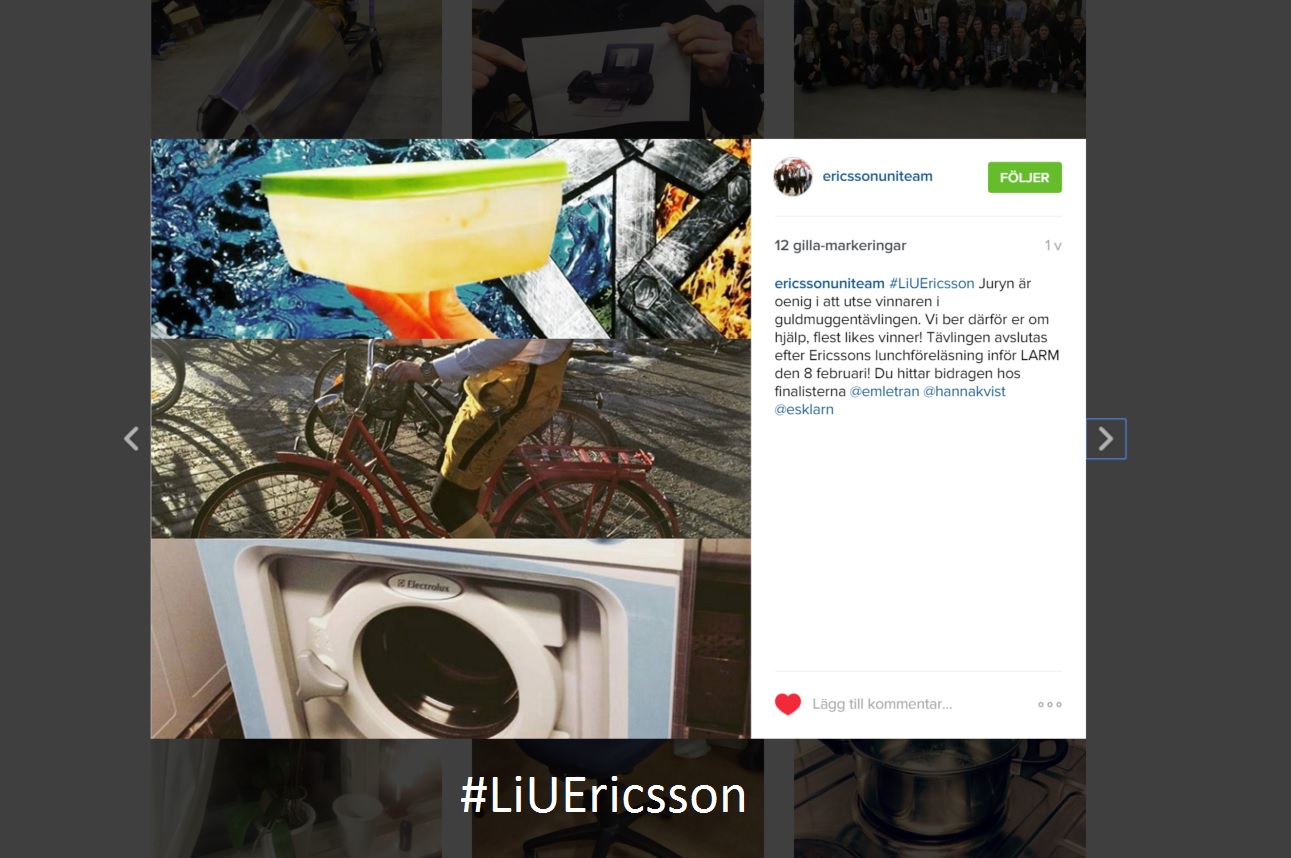 ericssonuniteam
FÖLJER
12 gilla-markeringar
1 v
ericssonuniteam #LiUEricsson Juryn är
oenig i att utse vinnaren i
guldmuggentävlingen. Vi ber därför er om
hjälp, flest likes vinner! Tävlingen avslutas
efter Ericssons lunchföreläsning inför LARM
den 8 februari! Du hittar bidragen hos
finalisterna @emletran @hannakvist
@esklarn
Electrolux
Lägg till kommentar...
#LiUEricsson